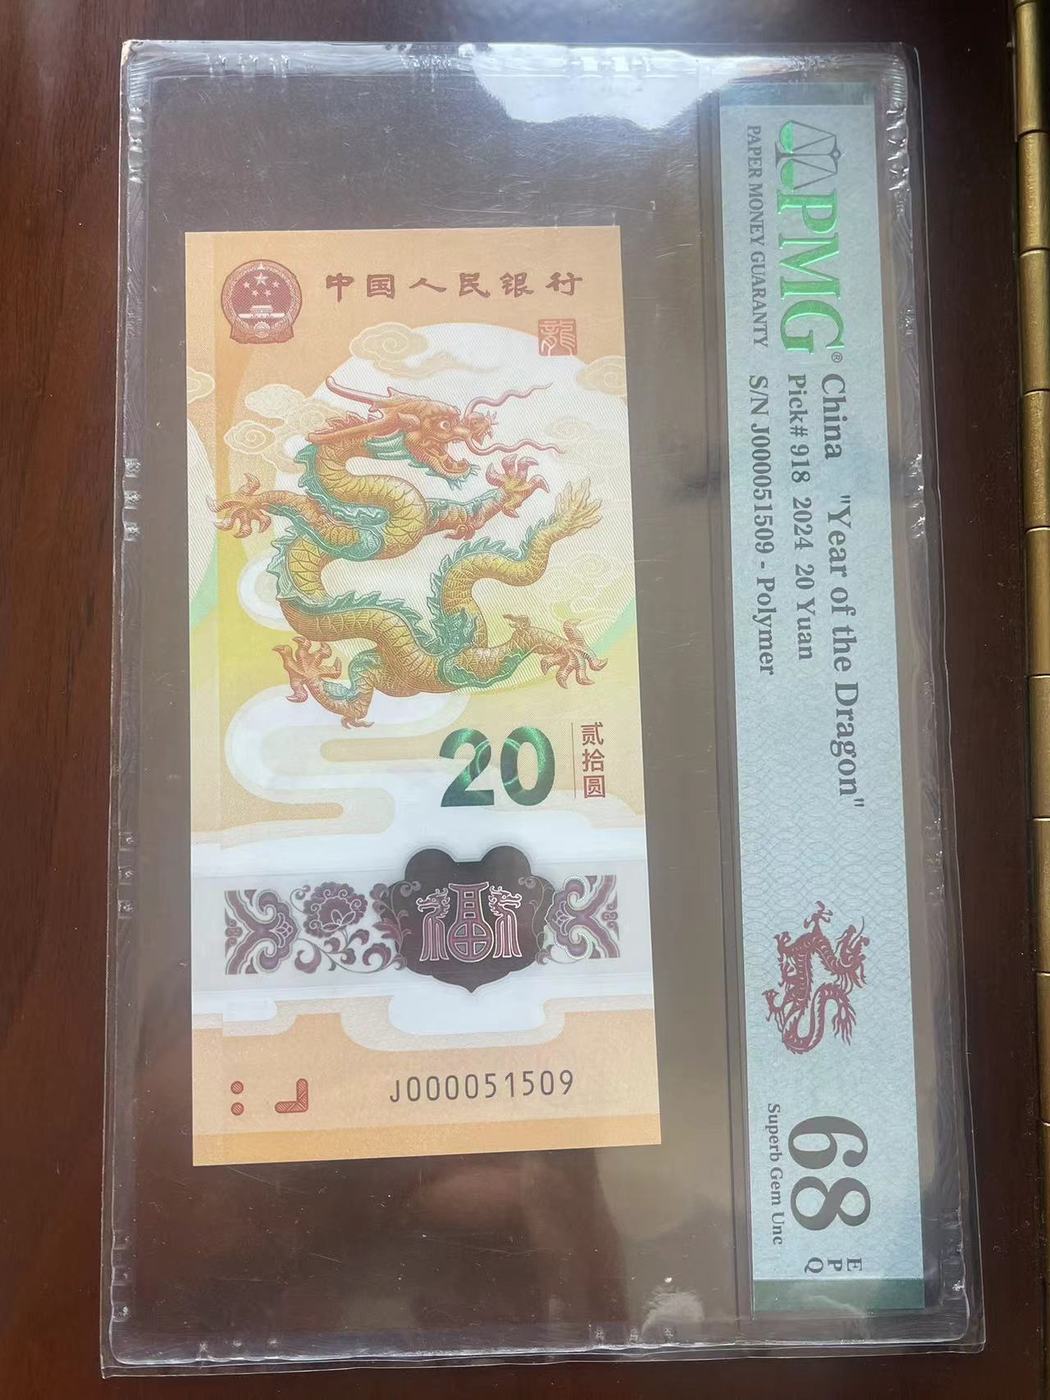 中国人民银行
龍
20
贰拾圆
福
J000051509
PMG®
PAPER MONEY GUARANTY
China "Year of the Dragon"
Pick# 918 2024 20 Yuan
S/N J000051509 - Polymer
68 EPQ
Superb Gem Unc